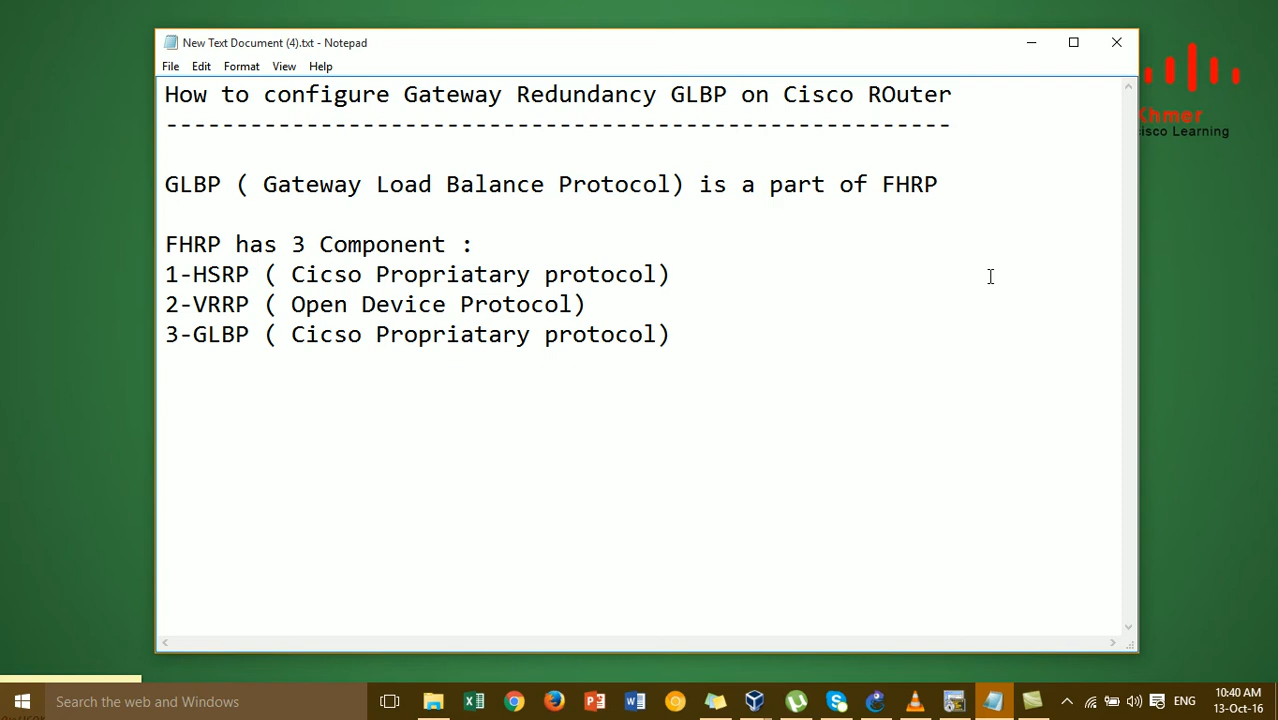 New Text Document (4).txt - Notepad
File Edit Format View Help
How to configure Gateway Redundancy GLBP on Cisco ROuter
--------------------------------------------------------
GLBP ( Gateway Load Balance Protocol) is a part of FHRP
FHRP has 3 Component :
1-HSRP ( Cicso Propriatary protocol)
2-VRRP ( Open Device Protocol)
3-GLBP ( Cicso Propriatary protocol)
Khmer
Cisco Learning
Search the web and Windows
ENG
10:40 AM
13-Oct-16